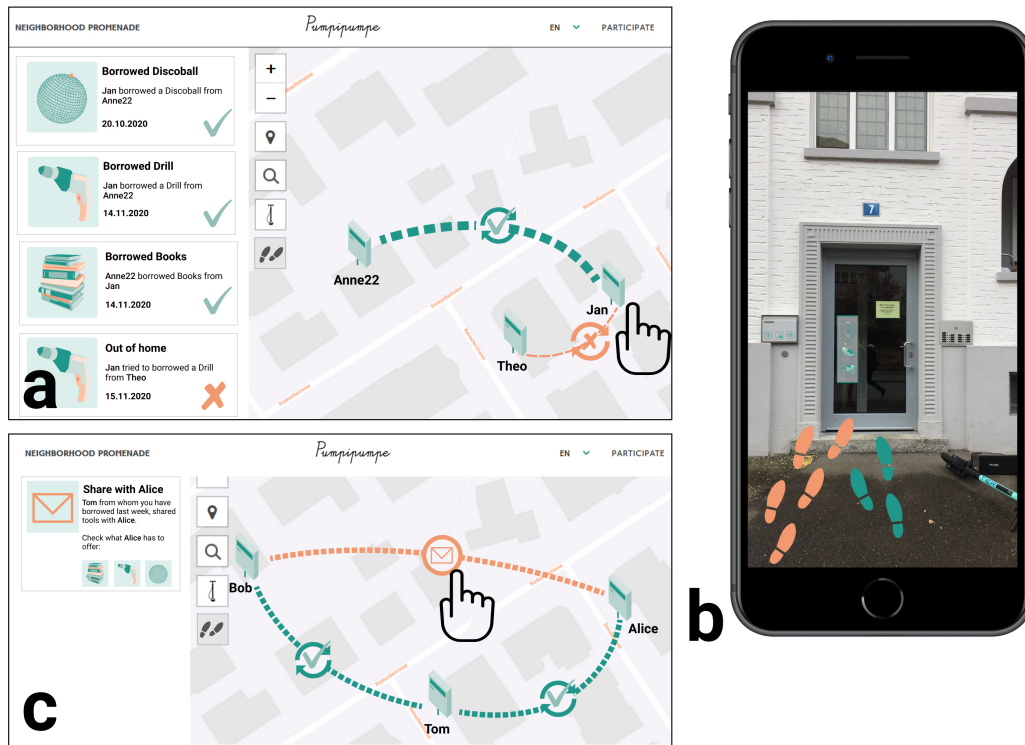 NEIGHBORHOOD PROMENADE
Pumpipumpe
EN
PARTICIPATE
Borrowed Discoball
Jan borrowed a Discoball from
Anne22
20.10.2020
Borrowed Drill
Jan borrowed a Drill from
Anne22
14.11.2020
Borrowed Books
Anne22 borrowed Books from
Jan
14.11.2020
Out of home
Jan tried to borrowed a Drill
from Theo
15.11.2020
a
+
−
Anne22
Jan
Theo
7
b
NEIGHBORHOOD PROMENADE
Pumpipumpe
EN
PARTICIPATE
Share with Alice
Tom from whom you have
borrowed last week, shared
tools with Alice.
Check what Alice has to
offer:
Bob
Alice
Tom
c